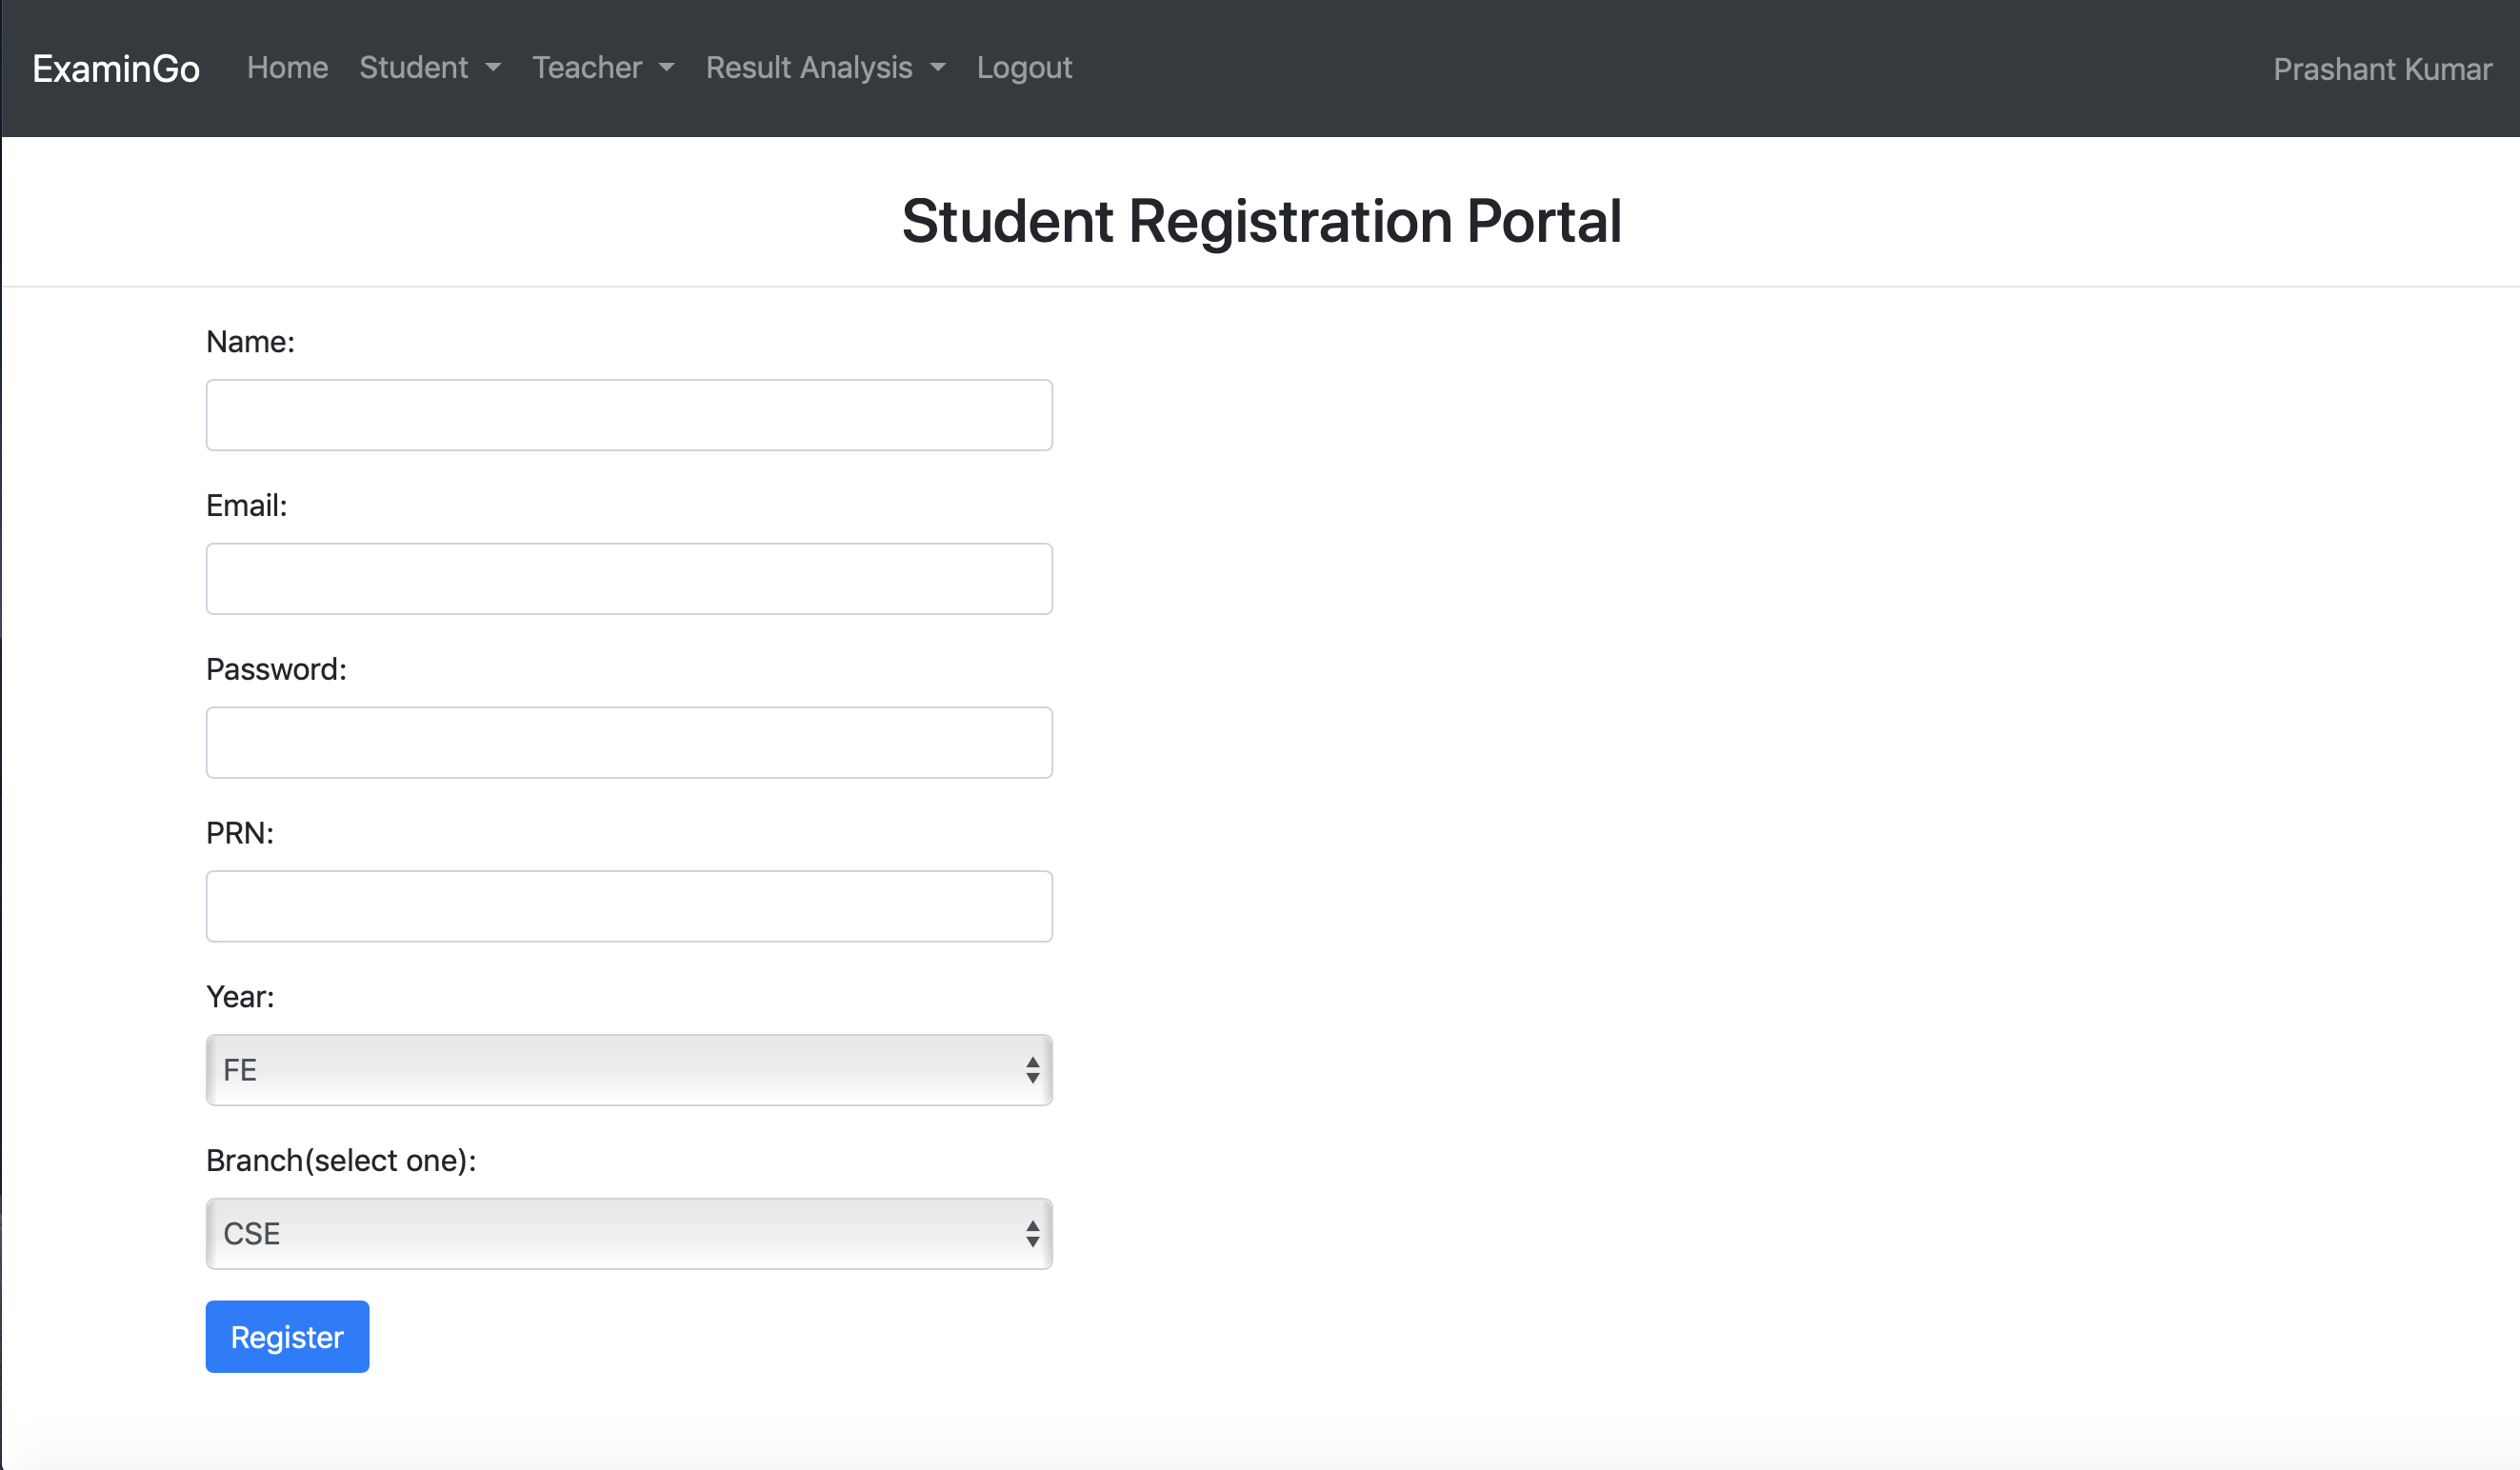 ExaminGo Home Student Teacher Result Analysis Logout Prashant Kumar
Student Registration Portal
Name:
Email:
Password:
PRN:
Year:
FE
Branch(select one):
CSE
Register